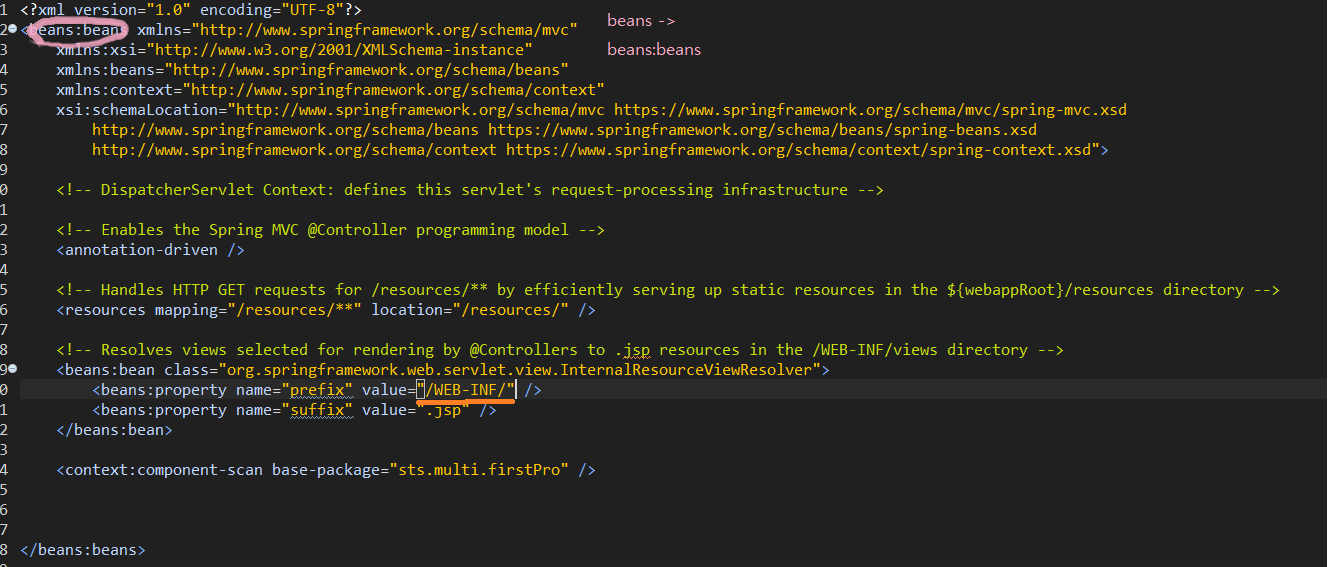 1 <?xml version="1.0" encoding="UTF-8"?>
beans ->
2 <beans:beans xmlns="http://www.springframework.org/schema/mvc"
3 xmlns:xsi="http://www.w3.org/2001/XMLSchema-instance"
beans:beans
4 xmlns:beans="http://www.springframework.org/schema/beans"
5 xmlns:context="http://www.springframework.org/schema/context"
6 xsi:schemaLocation="http://www.springframework.org/schema/mvc https://www.springframework.org/schema/mvc/spring-mvc.xsd
7 http://www.springframework.org/schema/beans https://www.springframework.org/schema/beans/spring-beans.xsd
8 http://www.springframework.org/schema/context https://www.springframework.org/schema/context/spring-context.xsd">
9
0 <!-- DispatcherServlet Context: defines this servlet's request-processing infrastructure -->
1
2 <!-- Enables the Spring MVC @Controller programming model -->
3 <annotation-driven />
4
5 <!-- Handles HTTP GET requests for /resources/** by efficiently serving up static resources in the ${webappRoot}/resources directory -->
6 <resources mapping="/resources/**" location="/resources/" />
7
8 <!-- Resolves views selected for rendering by @Controllers to .jsp resources in the /WEB-INF/views directory -->
9 <beans:bean class="org.springframework.web.servlet.view.InternalResourceViewResolver">
0 <beans:property name="prefix" value="/WEB-INF/" />
1 <beans:property name="suffix" value=".jsp" />
2 </beans:bean>
3
4 <context:component-scan base-package="sts.multi.firstPro" />
5
6
7
8 </beans:beans>